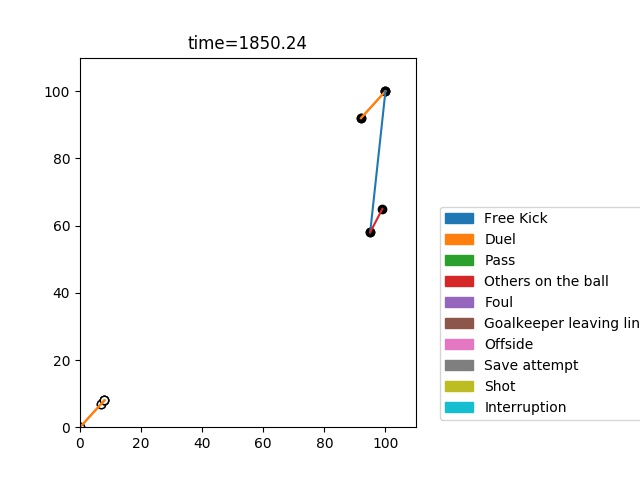 time=1850.24
100
80
60
40
20
0
0 20 40 60 80 100
Free Kick
Duel
Pass
Others on the ball
Foul
Goalkeeper leaving lin
Offside
Save attempt
Shot
Interruption